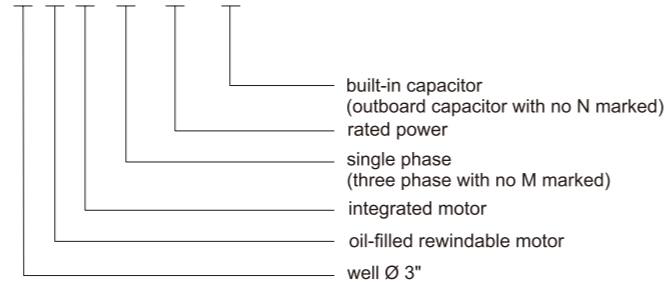 built-in capacitor
(outboard capacitor with no N marked)
rated power
single phase
(three phase with no M marked)
integrated motor
oil-filled rewindable motor
well Ø 3"